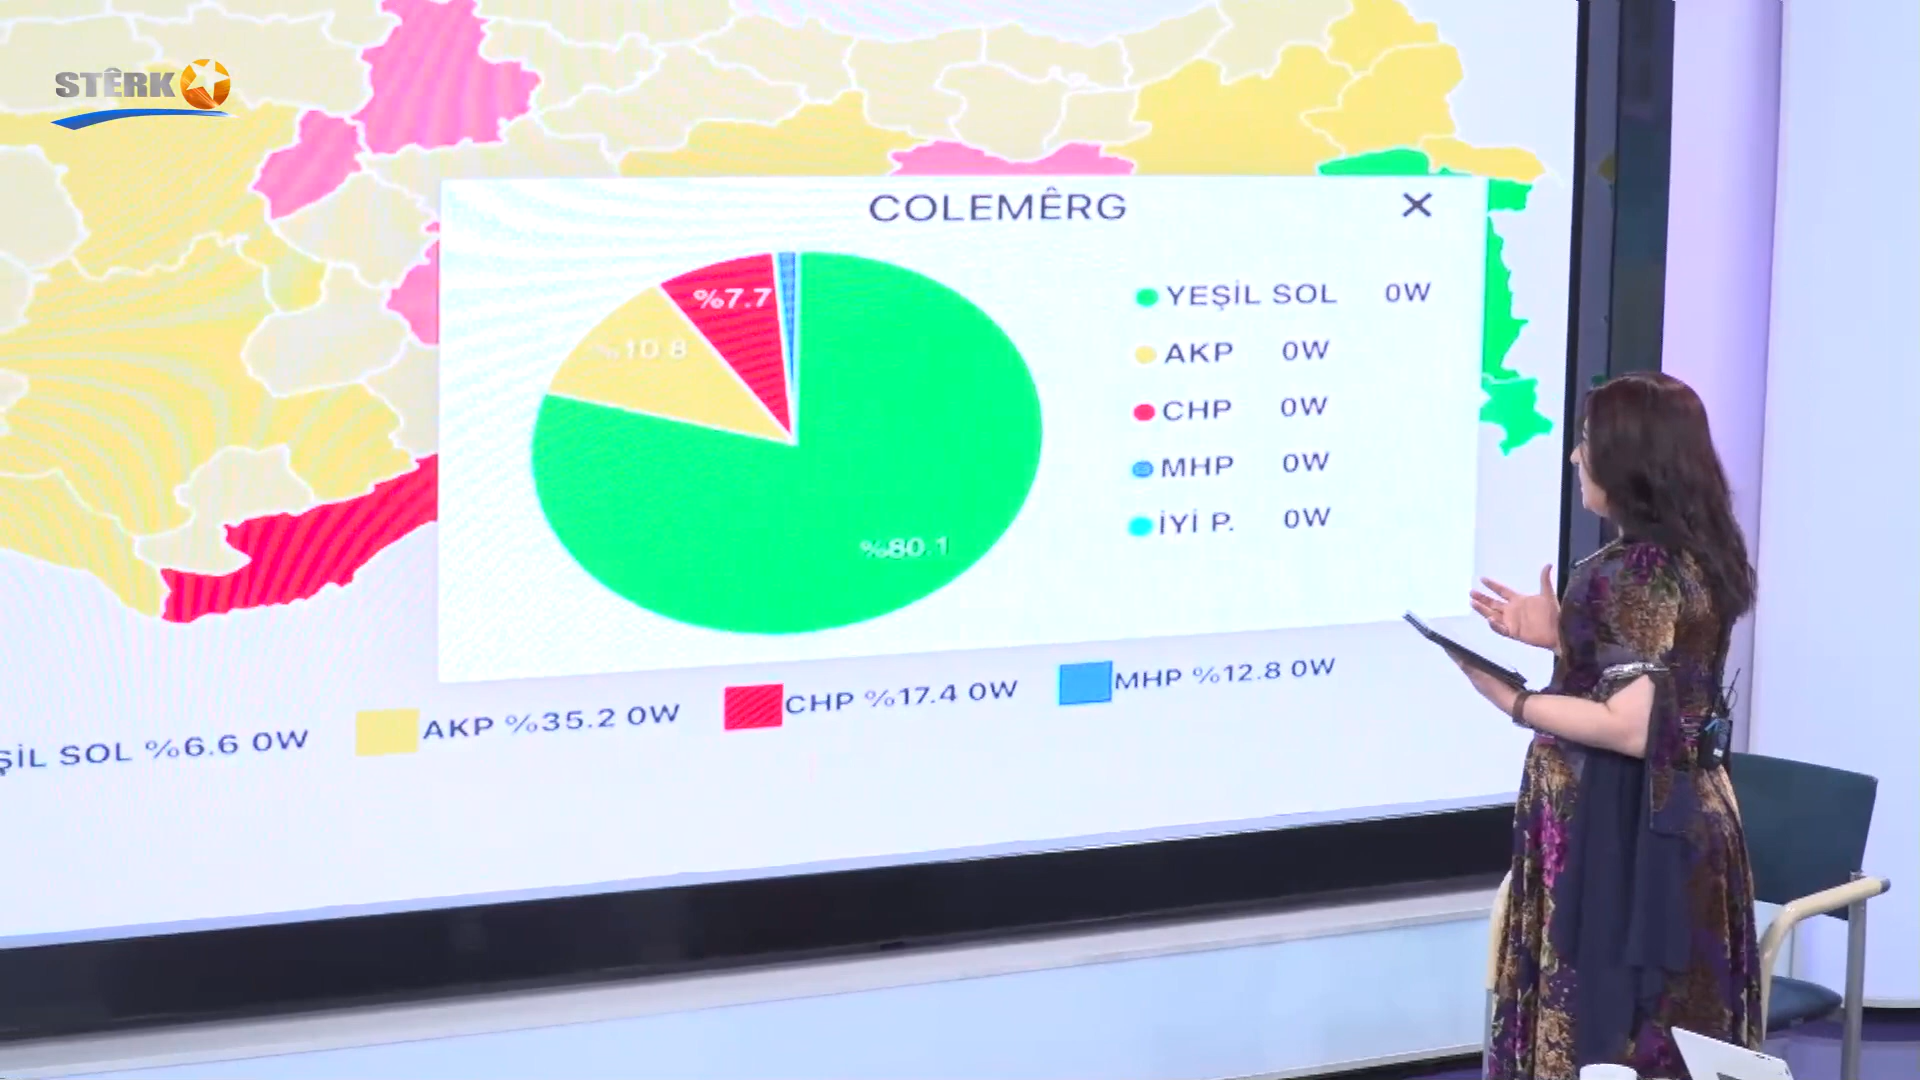 STÊRK
COLEMÊRG
%7.7
%10.8
%80.1
YEŞİL SOL 0W
AKP 0W
CHP 0W
MHP 0W
İYİ P. 0W
ŞİL SOL %6.6 0W
AKP %35.2 0W
CHP %17.4 0W
MHP %12.8 0W